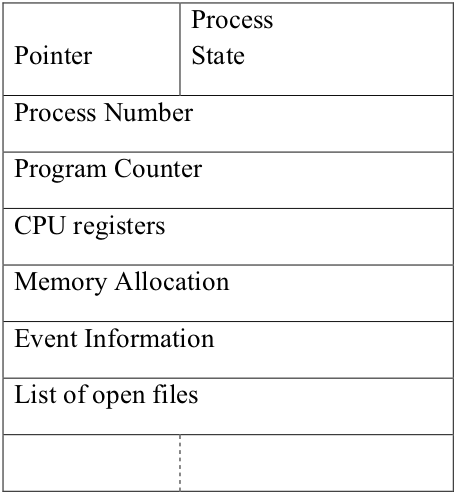 Process
Pointer State
Process Number
Program Counter
CPU registers
Memory Allocation
Event Information
List of open files